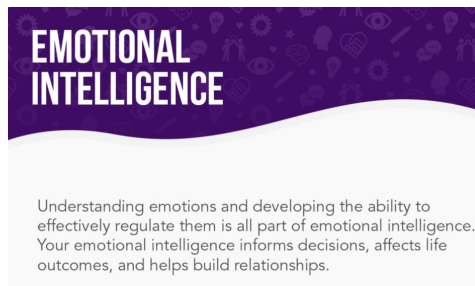 EMOTIONAL
INTELLIGENCE
Understanding emotions and developing the ability to
effectively regulate them is all part of emotional intelligence.
Your emotional intelligence informs decisions, affects life
outcomes, and helps build relationships.